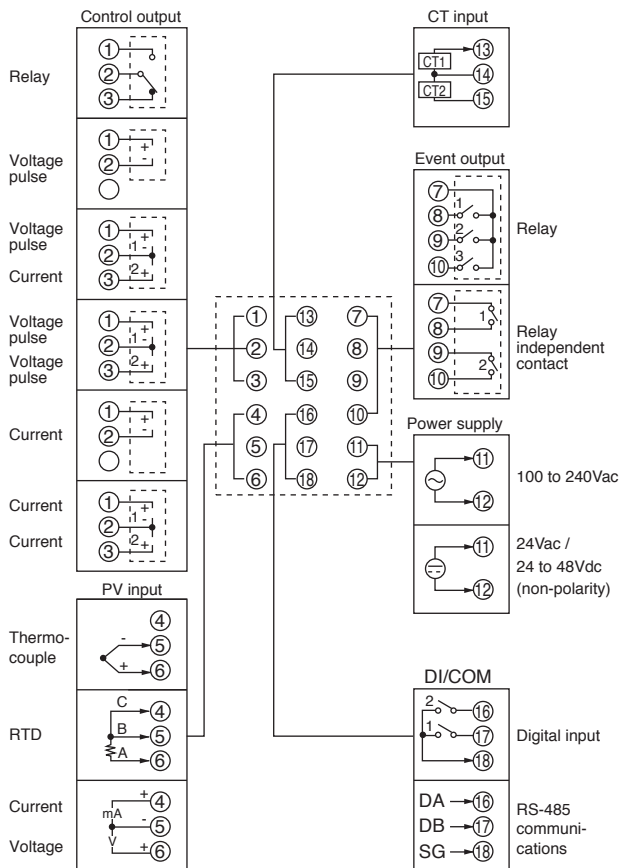 Control output
Relay
1
2
3
Voltage
pulse
1
2
+
-
Voltage
pulse
Current
1
2
3
+
1 -
2 +
Voltage
pulse
Voltage
pulse
1
2
3
+
1 -
2 +
Current
1
2
+
-
Current
Current
1
2
3
+
1 -
2 +
PV input
Thermo-
couple
4
- 5
+ 6
RTD
C 4
B 5
A 6
Current
Voltage
+ 4
mA
- 5
V
+ 6
1 13 7
2 14 8
3 15 9
4 16 10
5 17 11
6 18 12
CT input
CT1
CT2
13
14
15
Event output
7
8 1
9 2
10 3
Relay
7
8 1
9
10 2
Relay
independent
contact
Power supply
11
12
100 to 240Vac
11
12
24Vac /
24 to 48Vdc
(non-polarity)
DI/COM
2 16
1 17
18
Digital input
DA 16
DB 17
SG 18
RS-485
communi-
cations